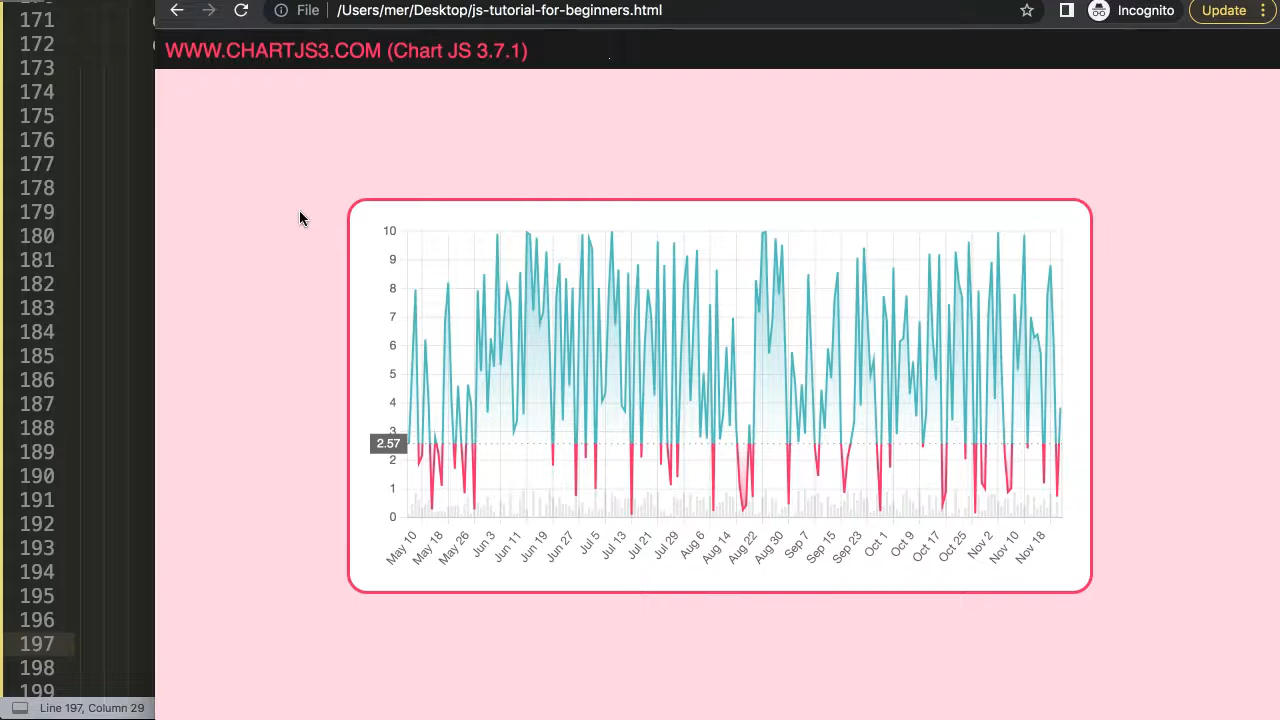 171
172
173
174
175
176
177
178
179
180
181
182
183
184
185
186
187
188
189
190
191
192
193
194
195
196
197
198
199
Line 197, Column 29
File /Users/mer/Desktop/js-tutorial-for-beginners.html
Incognito
Update
WWW.CHARTJS3.COM (Chart JS 3.7.1)
10
9
8
7
6
5
4
3
2.57
2
1
0
May 10
May 18
May 26
Jun 3
Jun 11
Jun 19
Jun 27
Jul 5
Jul 13
Jul 21
Jul 29
Aug 6
Aug 14
Aug 22
Aug 30
Sep 7
Sep 15
Sep 23
Oct 1
Oct 9
Oct 17
Oct 25
Nov 2
Nov 10
Nov 18